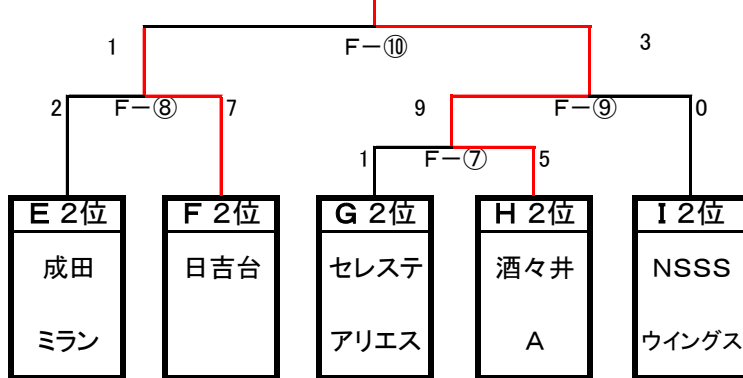 1 F-⑩ 3
2 F-⑧ 7 9 F-⑨ 0
1 F-⑦ 5
E 2位 F 2位 G 2位 H 2位 I 2位
成田 日吉台 セレステ 酒々井 NSSS
ミラン アリエス A ウイングス